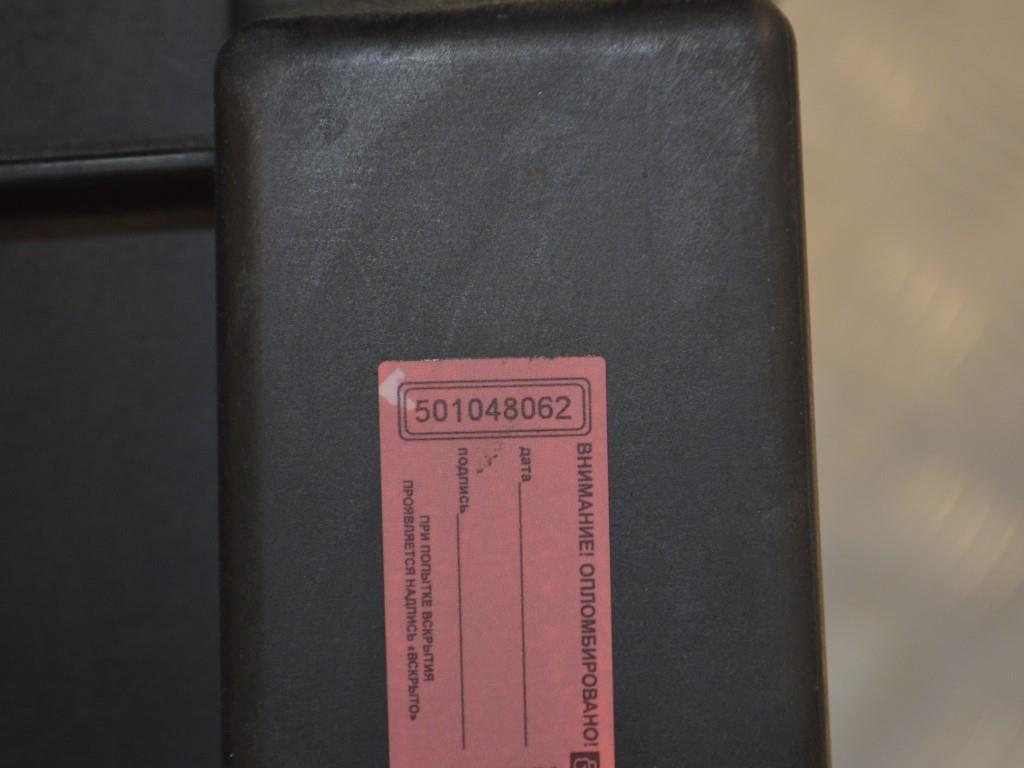 501048062
ВНИМАНИЕ! ОПЛОМБИРОВАНО!
дата
подпись
ПРИ ПОПЫТКЕ ВСКРЫТИЯ
ПРОЯВЛЯЕТСЯ НАДПИСЬ «ВСКРЫТО»